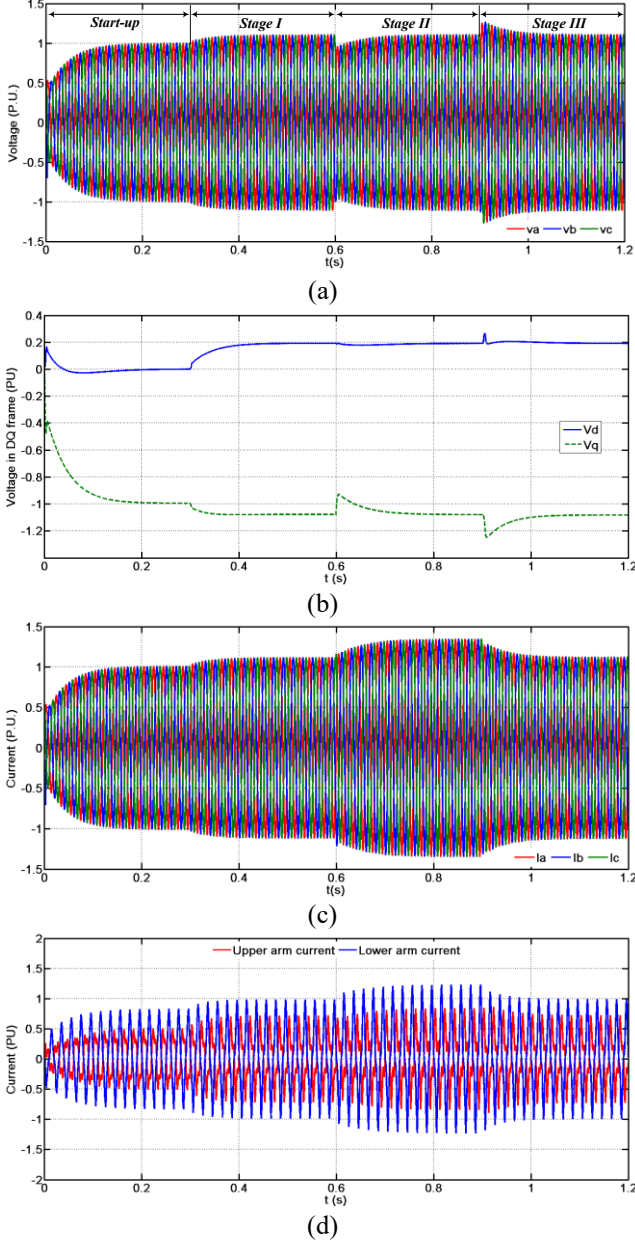 Start-up Stage I Stage II Stage III
1.5
1
0.5
0
-0.5
-1
-1.5
Voltage (P.U.)
0 0.2 0.4 0.6 0.8 1 1.2
t(s)
va vb vc
(a)
0.4
0.2
0
-0.2
-0.4
-0.6
-0.8
-1
-1.2
Voltage in DQ frame (PU)
Vd
Vq
0 0.2 0.4 0.6 0.8 1 1.2
t (s)
(b)
1.5
1
0.5
0
-0.5
-1
-1.5
Current (P.U.)
Ia Ib Ic
0 0.2 0.4 0.6 0.8 1 1.2
t(s)
(c)
Upper arm current Lower arm current
2
1.5
1
0.5
0
-0.5
-1
-1.5
-2
Current (PU)
0 0.2 0.4 0.6 0.8 1 1.2
t (s)
(d)